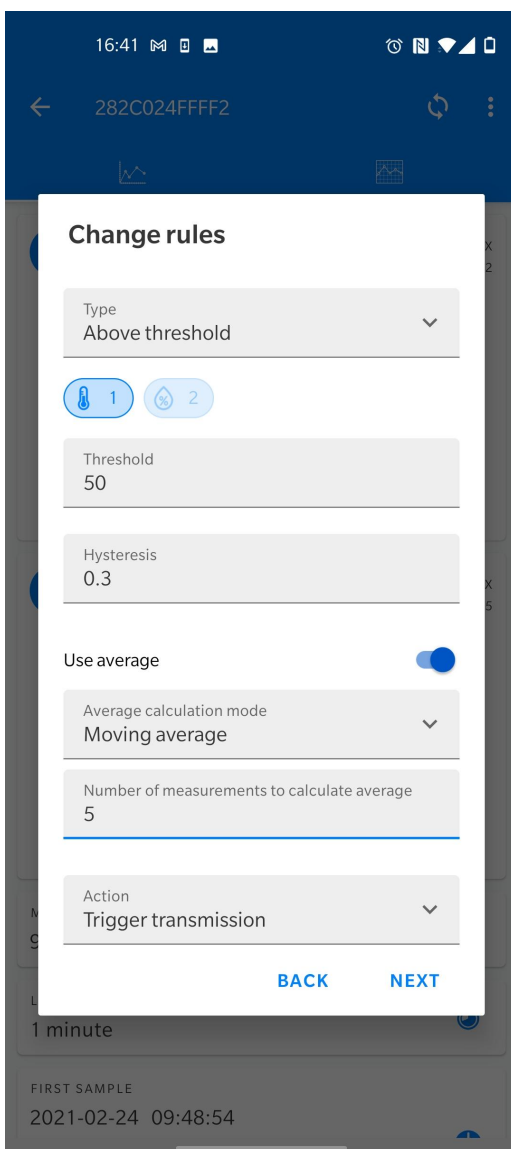 16:41
282C024FFFF2
X
2
Change rules
Type
Above threshold
1
% 2
Threshold
50
Hysteresis
0.3
X
5
Use average
Average calculation mode
Moving average
Number of measurements to calculate average
5
Action
Trigger transmission
BACK NEXT
1 minute
FIRST SAMPLE
2021-02-24 09:48:54